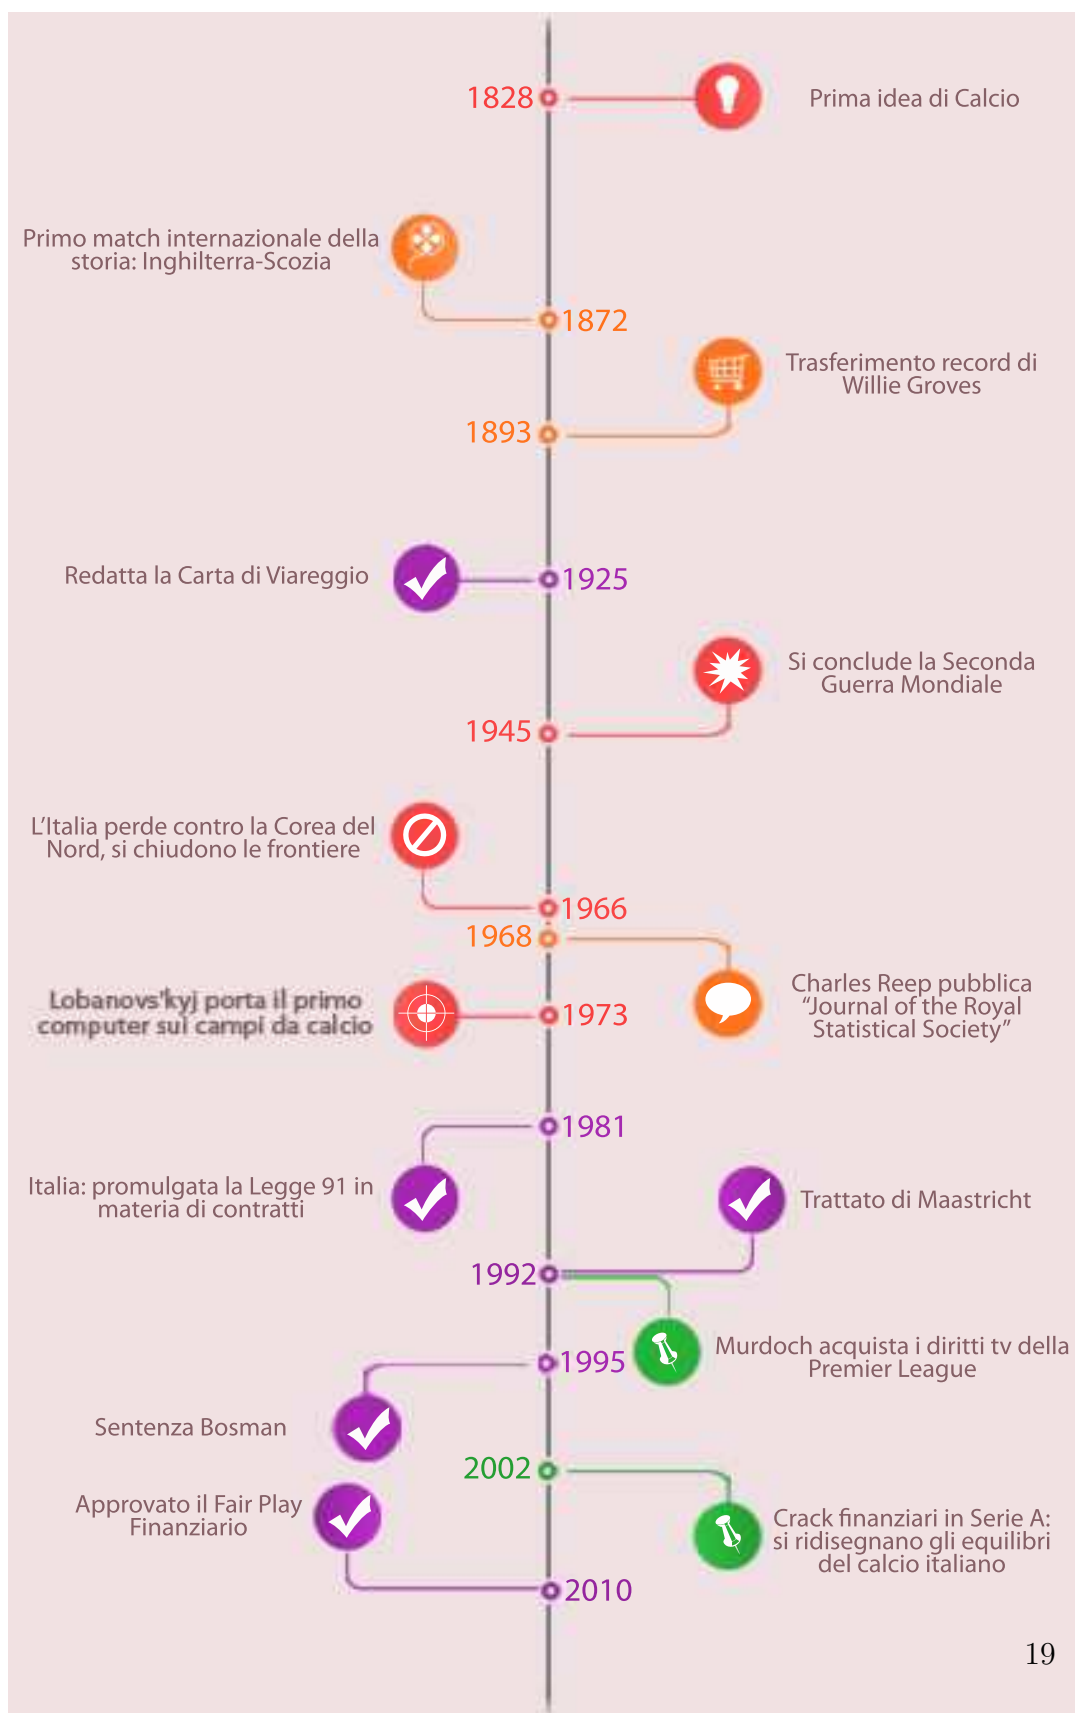 1828
Prima idea di Calcio
Primo match internazionale della
storia: Inghilterra-Scozia
1872
Trasferimento record di
Willie Groves
1893
Redatta la Carta di Viareggio
1925
Si conclude la Seconda
Guerra Mondiale
1945
L'Italia perde contro la Corea del
Nord, si chiudono le frontiere
1966
1968
Charles Reep pubblica
“Journal of the Royal
Statistical Society”
Lobanovs'kyj porta il primo
computer sui campi da calcio
1973
1981
Italia: promulgata la Legge 91 in
materia di contratti
Trattato di Maastricht
1992
Murdoch acquista i diritti tv della
Premier League
1995
Sentenza Bosman
2002
Crack finanziari in Serie A:
si ridisegnano gli equilibri
del calcio italiano
Approvato il Fair Play
Finanziario
2010
19